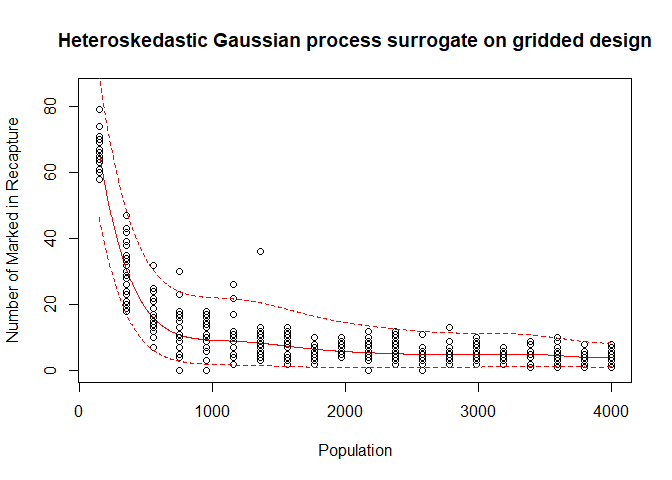 Heteroskedastic Gaussian process surrogate on gridded design
Number of Marked in Recapture
80
60
40
20
0
0 1000 2000 3000 4000
Population